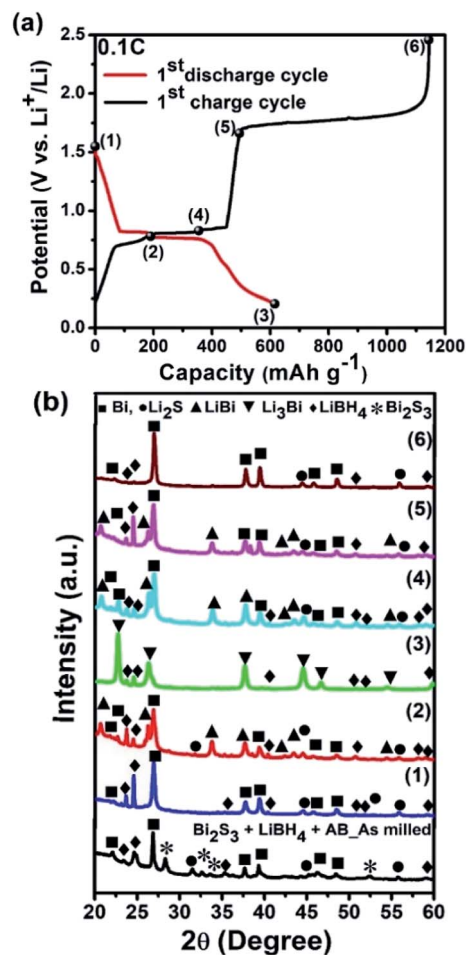 (a)
0.1C
1st discharge cycle
1st charge cycle
(1)
(2)
(3)
(4)
(5)
(6)
Potential (V vs. Li+/Li)
2.5
2.0
1.5
1.0
0.5
0.0
0 200 400 600 800 1000 1200
Capacity (mAh g-1)
(b)
■ Bi, ●Li2S ▲LiBi ▼Li3Bi ♦LiBH4 *Bi2S3
(6)
(5)
(4)
(3)
(2)
(1)
Bi2S3 + LiBH4 + AB_As milled
Intensity (a.u.)
20 25 30 35 40 45 50 55 60
2θ (Degree)